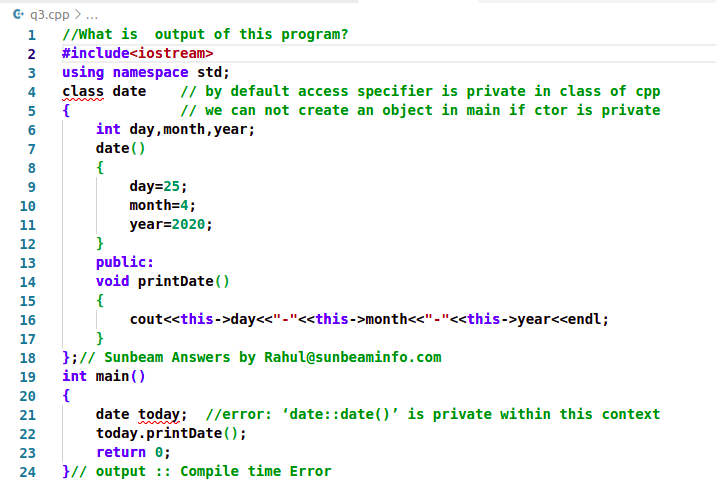 q3.cpp > ...
1 //What is  output of this program?
2 #include<iostream>
3 using namespace std;
4 class date    // by default access specifier is private in class of cpp
5 {             // we can not create an object in main if ctor is private
6     int day,month,year;
7     date()
8     {
9         day=25;
10         month=4;
11         year=2020;
12     }
13     public:
14     void printDate()
15     {
16         cout<<this->day<<"-"<<this->month<<"-"<<this->year<<endl;
17     }
18 };// Sunbeam Answers by Rahul@sunbeaminfo.com
19 int main()
20 {
21     date today;  //error: ‘date::date()’ is private within this context
22     today.printDate();
23     return 0;
24 }// output :: Compile time Error